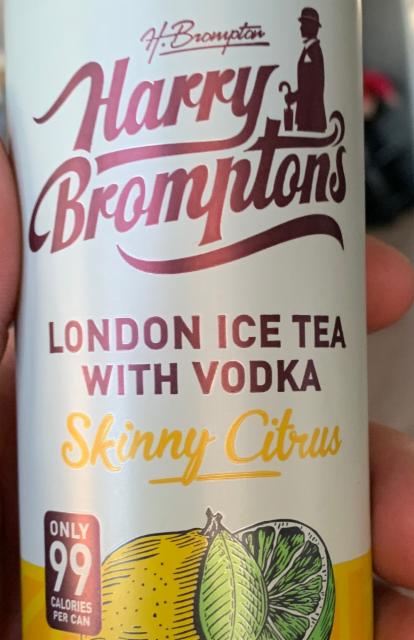 H. Brompton
Harry
Bromptons
LONDON ICE TEA
WITH VODKA
Skinny Citrus
ONLY
99
CALORIES
PER CAN